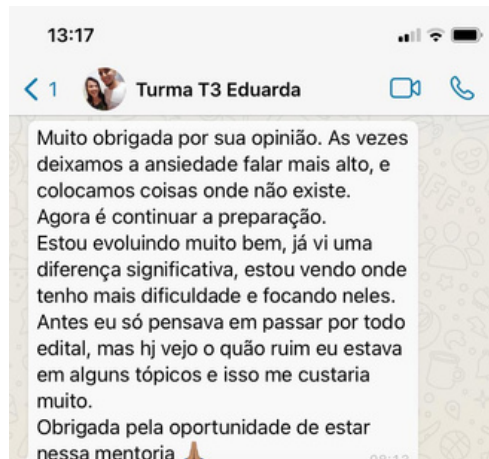 13:17
1 Turma T3 Eduarda
Muito obrigada por sua opinião. As vezes
deixamos a ansiedade falar mais alto, e
colocamos coisas onde não existe.
Agora é continuar a preparação.
Estou evoluindo muito bem, já vi uma
diferença significativa, estou vendo onde
tenho mais dificuldade e focando neles.
Antes eu só pensava em passar por todo
edital, mas hj vejo o quão ruim eu estava
em alguns tópicos e isso me custaria
muito.
Obrigada pela oportunidade de estar
nessa mentoria 🙏🏽